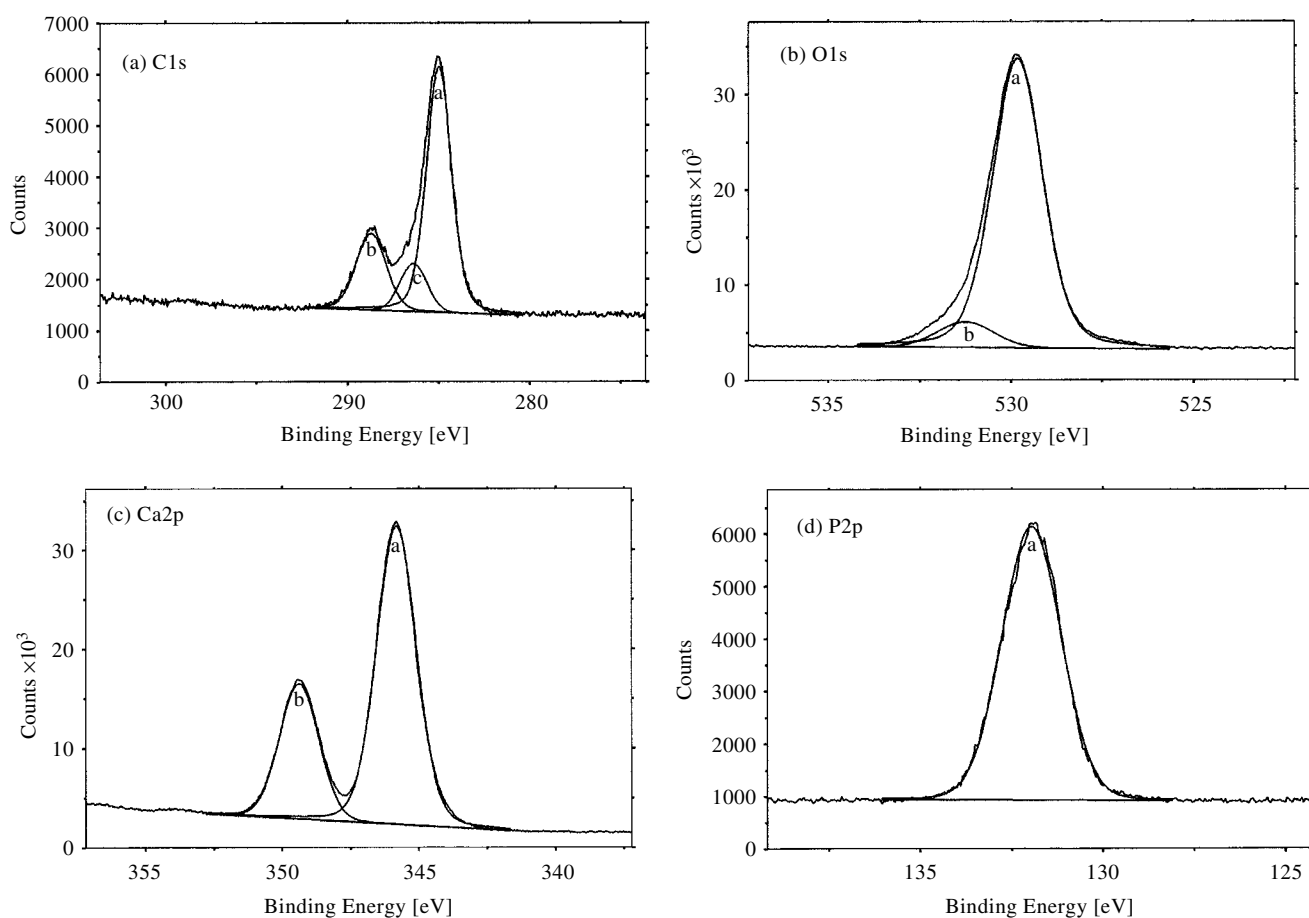 (a) C1s
7000
6000
5000
4000
3000
2000
1000
0
Counts
a
b
c
300
290
280
Binding Energy [eV]
(b) O1s
30
20
10
0
Counts ×10³
a
b
535
530
525
Binding Energy [eV]
(c) Ca2p
30
20
10
0
Counts ×10³
a
b
355
350
345
340
Binding Energy [eV]
(d) P2p
6000
5000
4000
3000
2000
1000
0
Counts
a
135
130
125
Binding Energy [eV]